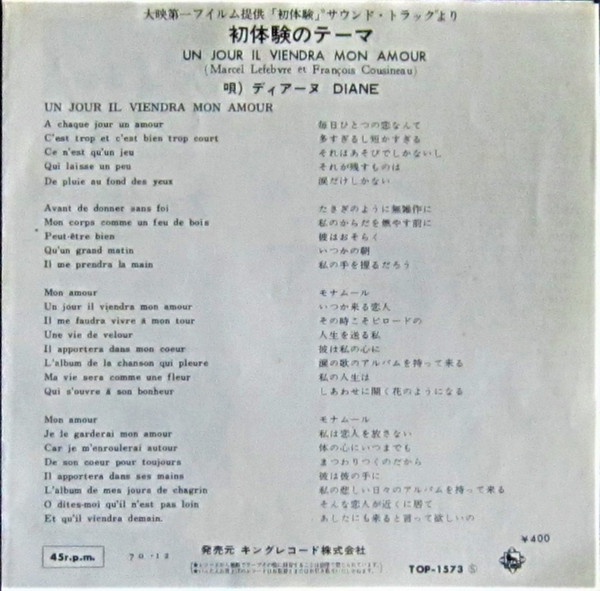 大映第一フイルム提供「初体験」"サウンド・トラック"より
初体験のテーマ
UN JOUR IL VIENDRA MON AMOUR
(Marcel Lefebvre et François Cousineau)
唄) ディアーヌ DIANE
UN JOUR IL VIENDRA MON AMOUR
A chaque jour un amour
C'est trop et c'est bien trop court
Ce n'est qu'un jeu
Qui laisse un peu
De pluie au fond des yeux
Avant de donner sans foi
Mon corps comme un feu de bois
Peut-être bien
Qu'un grand matin
Il me prendra la main
Mon amour
Un jour il viendra mon amour
Il me faudra vivre à mon tour
Une vie de velour
Il apportera dans mon coeur
L'album de la chanson qui pleure
Ma vie sera comme une fleur
Qui s'ouvre à son bonheur
Mon amour
Je le garderai mon amour
Car je m'enroulerai autour
De son coeur pour toujours
Il apportera dans ses mains
L'album de mes jours de chagrin
O dites-moi qu'il n'est pas loin
Et qu'il viendra demain.
毎日ひとつの恋なんて
多すぎるし短かすぎる
それはあそびでしかないし
それが残すものは
涙だけしかない
たきぎのように無雑作に
私のからだを燃やす前に
彼はおそらく
いつかの朝
私の手を握るだろう
モナムール
いつか来る恋人
その時こそビロードの
人生を送る私
彼は私の心に
涙の歌のアルバムを持って来る
私の人生は
しあわせに開く花のようになる
モナムール
私は恋人を放さない
体の心にいつまでも
まつわりつくのだから
彼は彼の手に
私の悲しい日々のアルバムを持って来る
そんな恋人が近くに居て
あしたにも来ると言って欲しいの
¥400
45r.p.m.
70・12
発売元 キングレコード株式会社
TOP-1573 Ⓢ